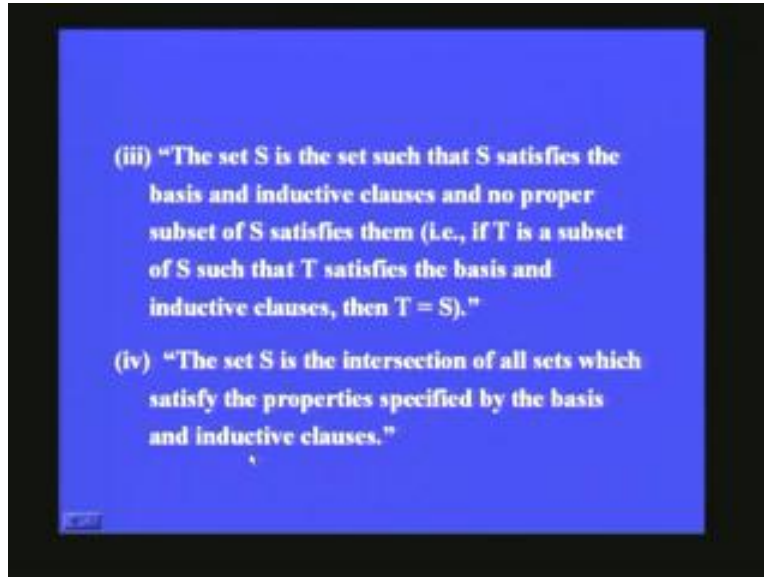 (iii) “The set S is the set such that S satisfies the
basis and inductive clauses and no proper
subset of S satisfies them (i.e., if T is a subset
of S such that T satisfies the basis and
inductive clauses, then T = S).”
(iv) “The set S is the intersection of all sets which
satisfy the properties specified by the basis
and inductive clauses.”